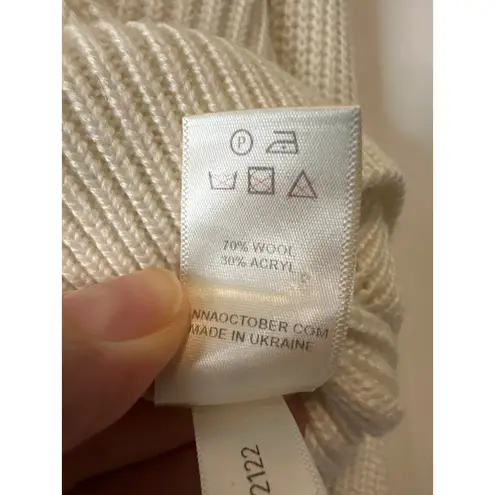 P
70% WOOL
30% ACRYL
NNAOCTOBER COM
MADE IN UKRAINE
2122